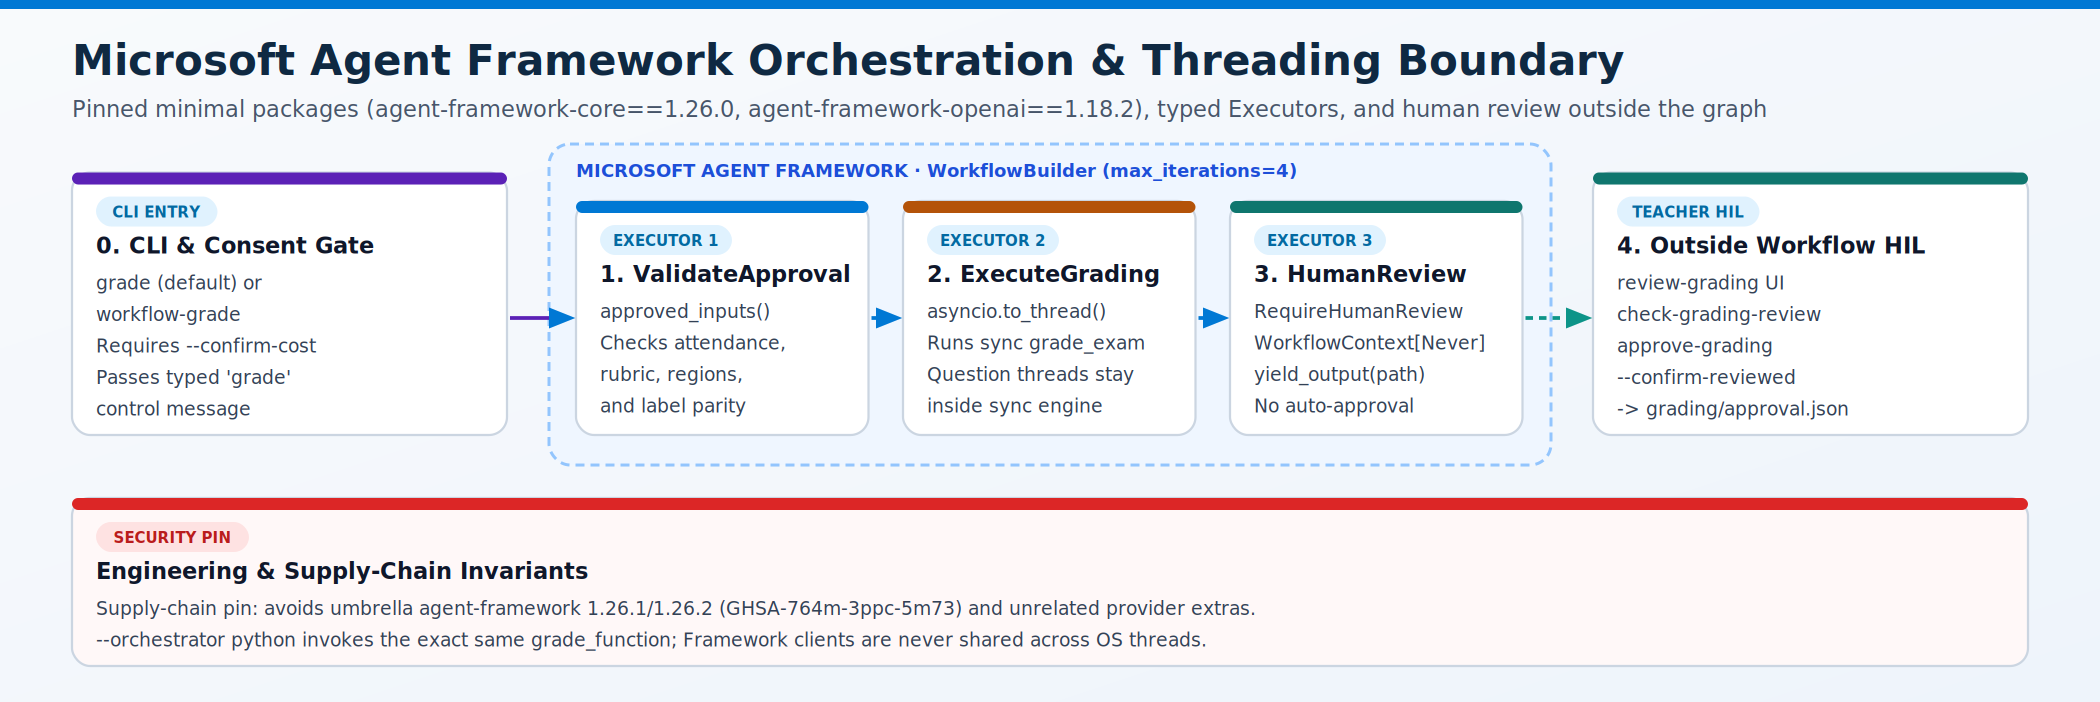 Microsoft Agent Framework Orchestration & Threading Boundary
Pinned minimal packages (agent-framework-core==1.26.0, agent-framework-openai==1.18.2), typed Executors, and human review outside the graph
CLI ENTRY
0. CLI & Consent Gate
grade (default) or
workflow-grade
Requires --confirm-cost
Passes typed 'grade'
control message
MICROSOFT AGENT FRAMEWORK · WorkflowBuilder (max_iterations=4)
EXECUTOR 1
1. ValidateApproval
approved_inputs()
Checks attendance,
rubric, regions,
and label parity
EXECUTOR 2
2. ExecuteGrading
asyncio.to_thread()
Runs sync grade_exam
Question threads stay
inside sync engine
EXECUTOR 3
3. HumanReview
RequireHumanReview
WorkflowContext[Never]
yield_output(path)
No auto-approval
TEACHER HIL
4. Outside Workflow HIL
review-grading UI
check-grading-review
approve-grading
--confirm-reviewed
-> grading/approval.json
SECURITY PIN
Engineering & Supply-Chain Invariants
Supply-chain pin: avoids umbrella agent-framework 1.26.1/1.26.2 (GHSA-764m-3ppc-5m73) and unrelated provider extras.
--orchestrator python invokes the exact same grade_function; Framework clients are never shared across OS threads.